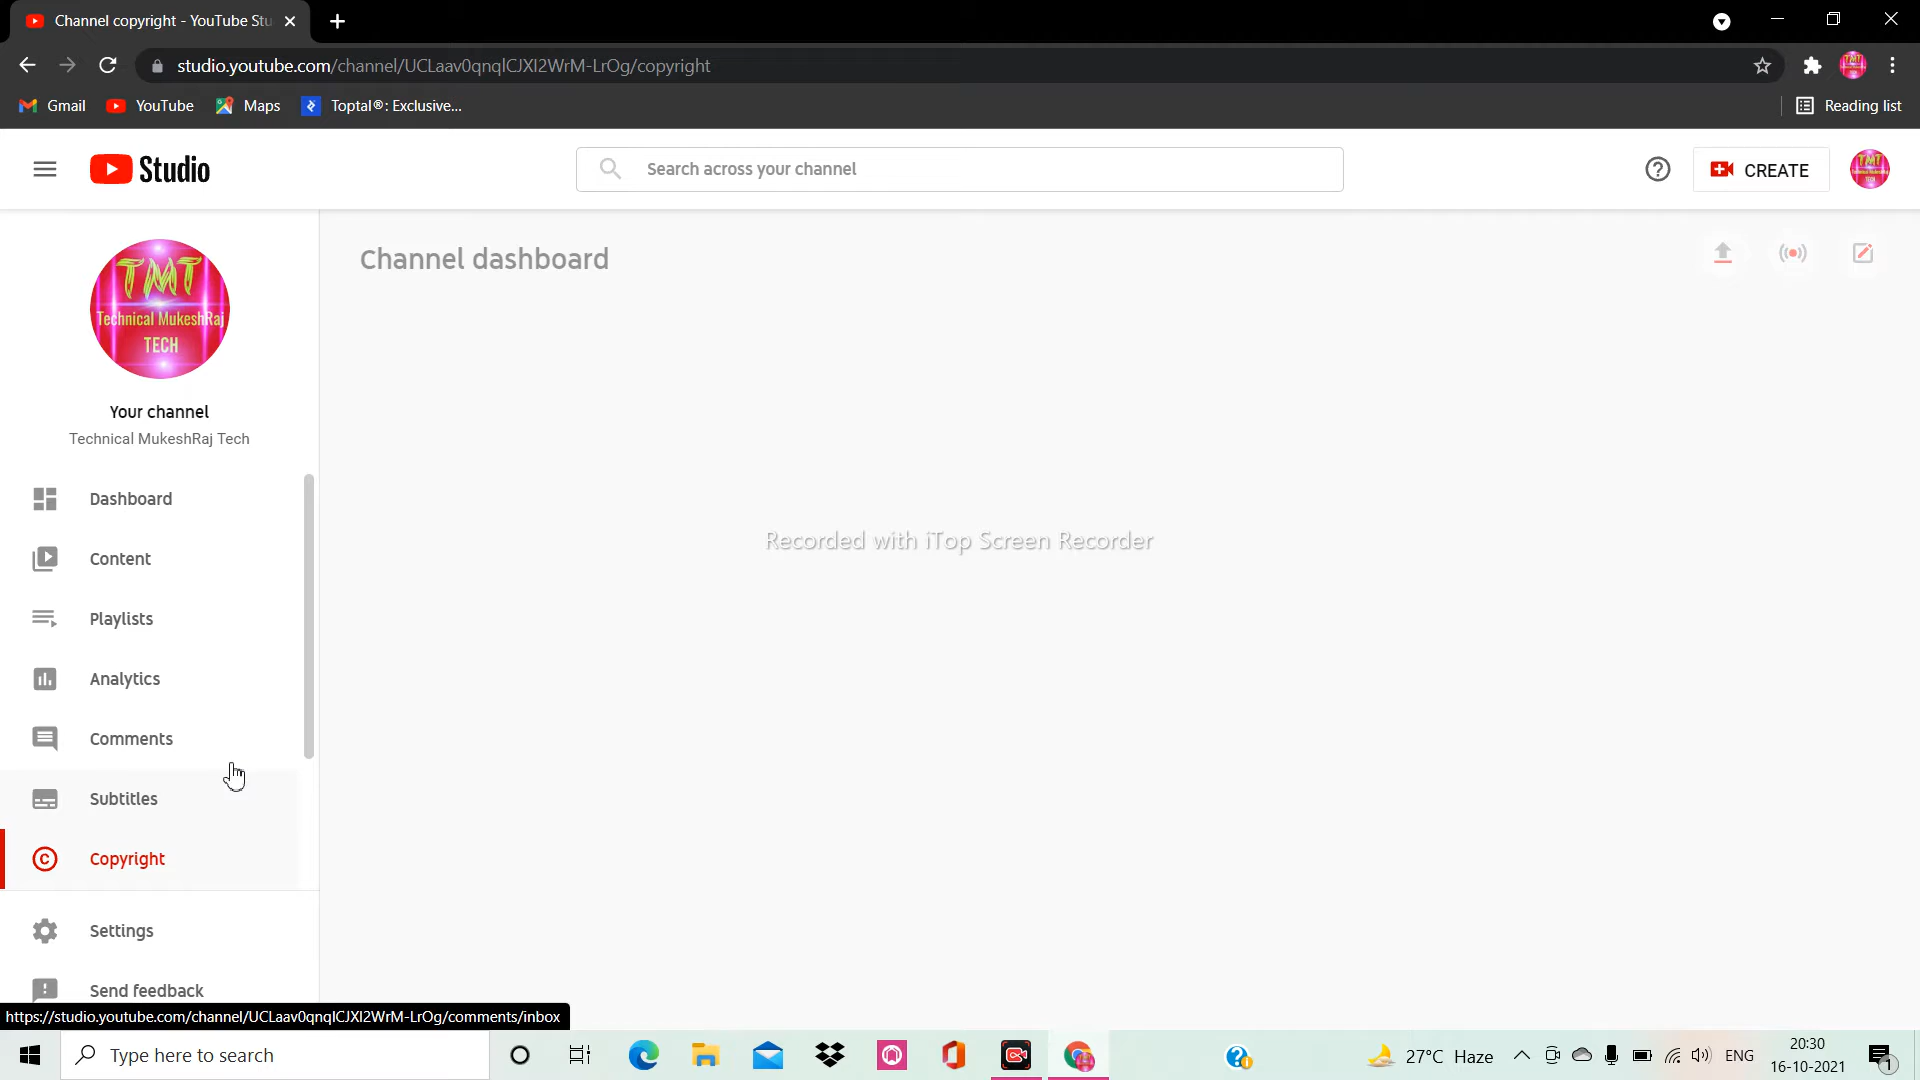 Channel copyright - YouTube Stu
studio.youtube.com/channel/UCLaav0qnqlCJXI2WrM-LrOg/copyright
Gmail
YouTube
Maps
Toptal®: Exclusive...
Reading list
Studio
Search across your channel
CREATE
TMT
Technical MukeshRaj
TECH
Your channel
Technical MukeshRaj Tech
Channel dashboard
Dashboard
Content
Playlists
Analytics
Comments
Subtitles
Copyright
Settings
Send feedback
Recorded with iTop Screen Recorder
https://studio.youtube.com/channel/UCLaav0qnqlCJXI2WrM-LrOg/comments/inbox
Type here to search
27°C Haze
ENG
20:30
16-10-2021
1